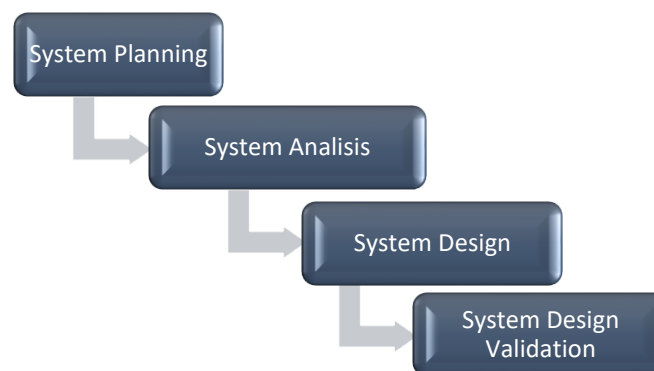 System Planning
System Analisis
System Design
System Design
Validation